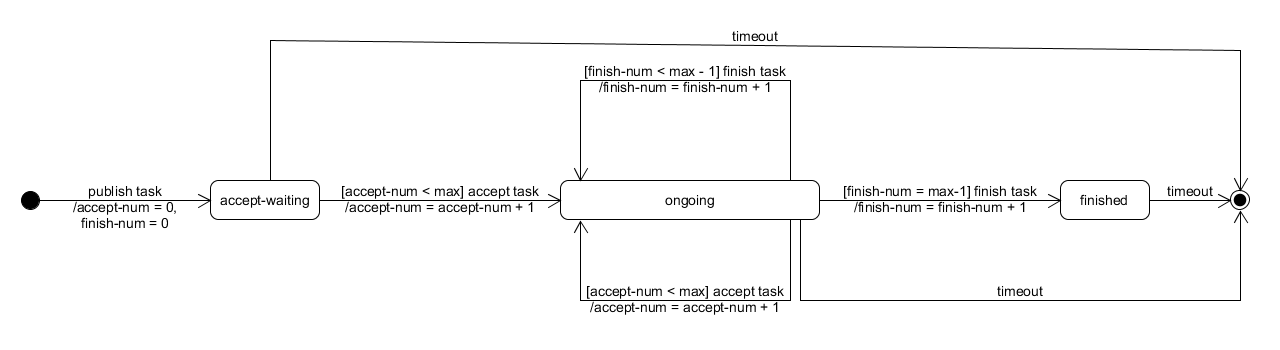 timeout
[finish-num < max - 1] finish task
/finish-num = finish-num + 1
publish task
/accept-num = 0,
finish-num = 0
accept-waiting
[accept-num < max] accept task
/accept-num = accept-num + 1
ongoing
[finish-num = max-1] finish task
/finish-num = finish-num + 1
finished
timeout
[accept-num < max] accept task
/accept-num = accept-num + 1
timeout